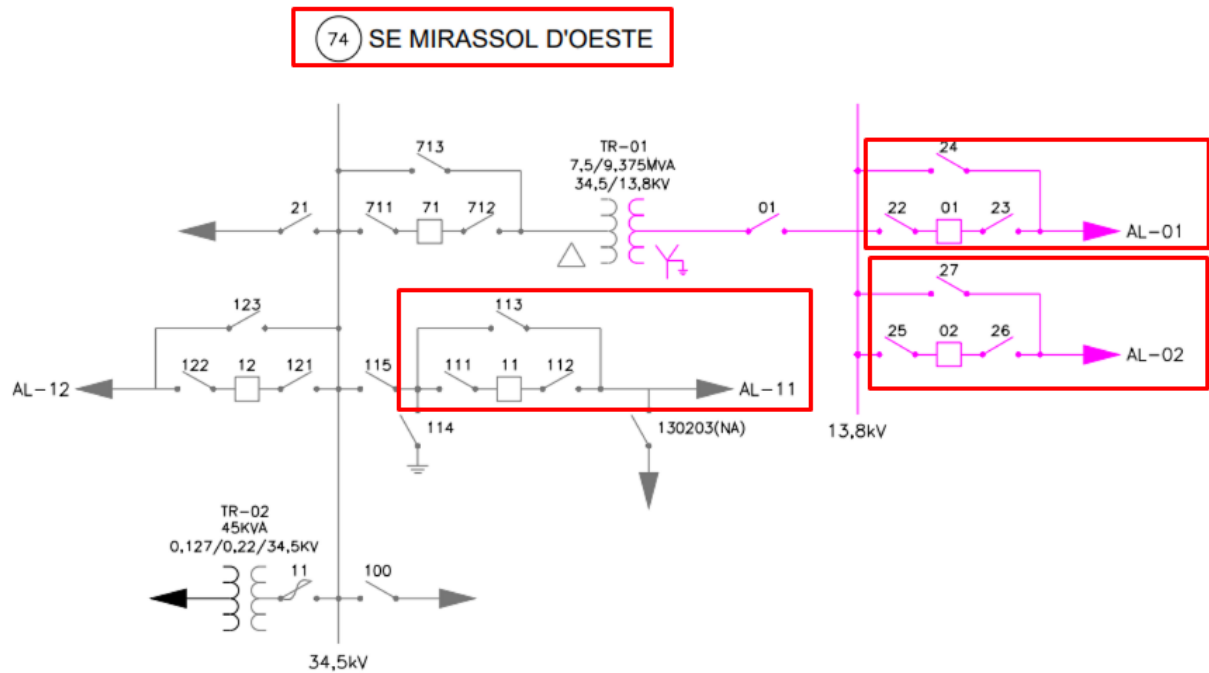 74 SE MIRASSOL D'OESTE
713
TR-01
7,5/9,375MVA
34,5/13,8KV
24
21
711
71
712
01
22
01
23
AL-01
27
123
113
25
02
26
AL-02
122
12
121
115
111
11
112
AL-12
AL-11
114
130203(NA)
13,8kV
TR-02
45KVA
0,127/0,22/34,5KV
11
100
34,5kV